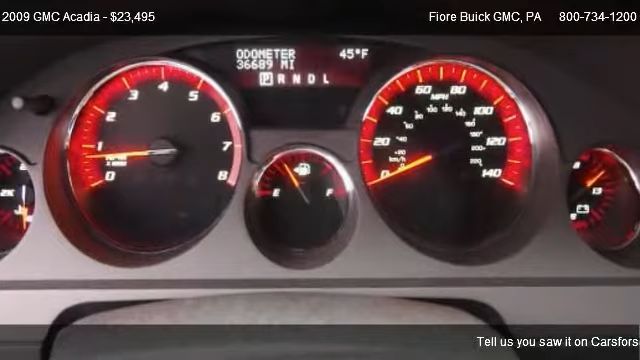 2009 GMC Acadia - $23,495 Fiore Buick GMC, PA 800-734-1200
ODOMETER 45°F
36689 MI
P R N D L
0 1 2 3 4 5 6 7 8
E F
0 20 40 60 80 100 120 140
MPH
km/h
13
Tell us you saw it on Carsfors